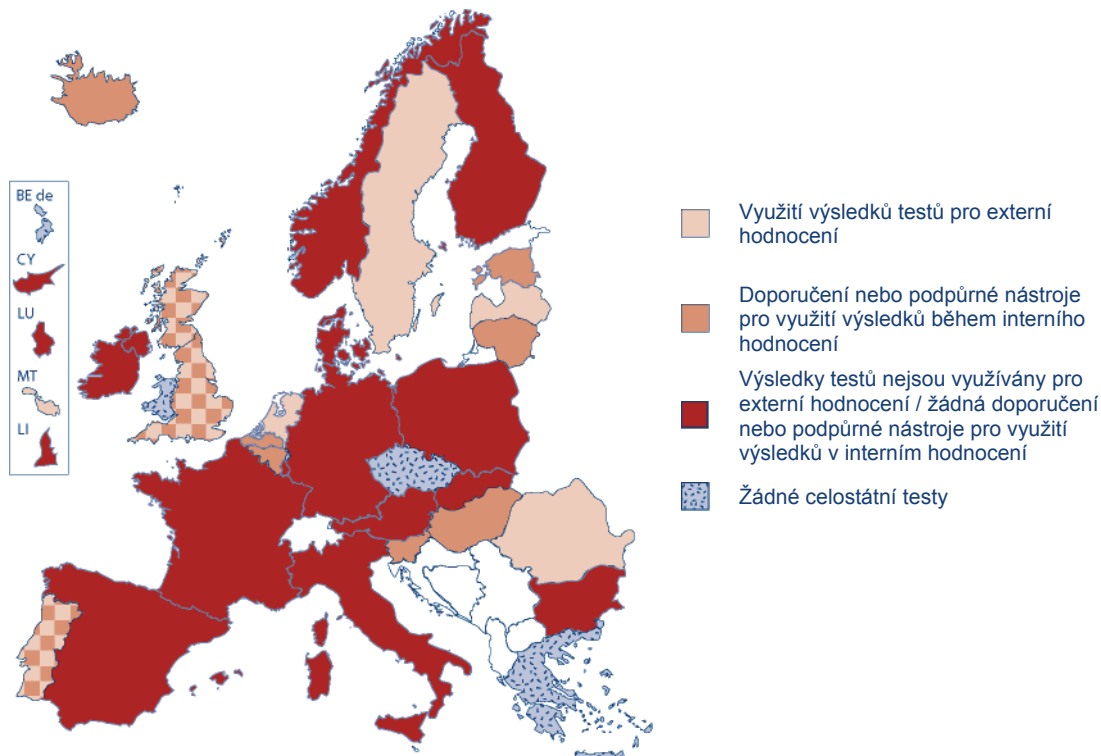 BE de
CY
LU
MT
LI
Využití výsledků testů pro externí
hodnocení
Doporučení nebo podpůrné nástroje
pro využití výsledků během interního
hodnocení
Výsledky testů nejsou využívány pro
externí hodnocení / žádná doporučení
nebo podpůrné nástroje pro využití
výsledků v interním hodnocení
Žádné celostátní testy